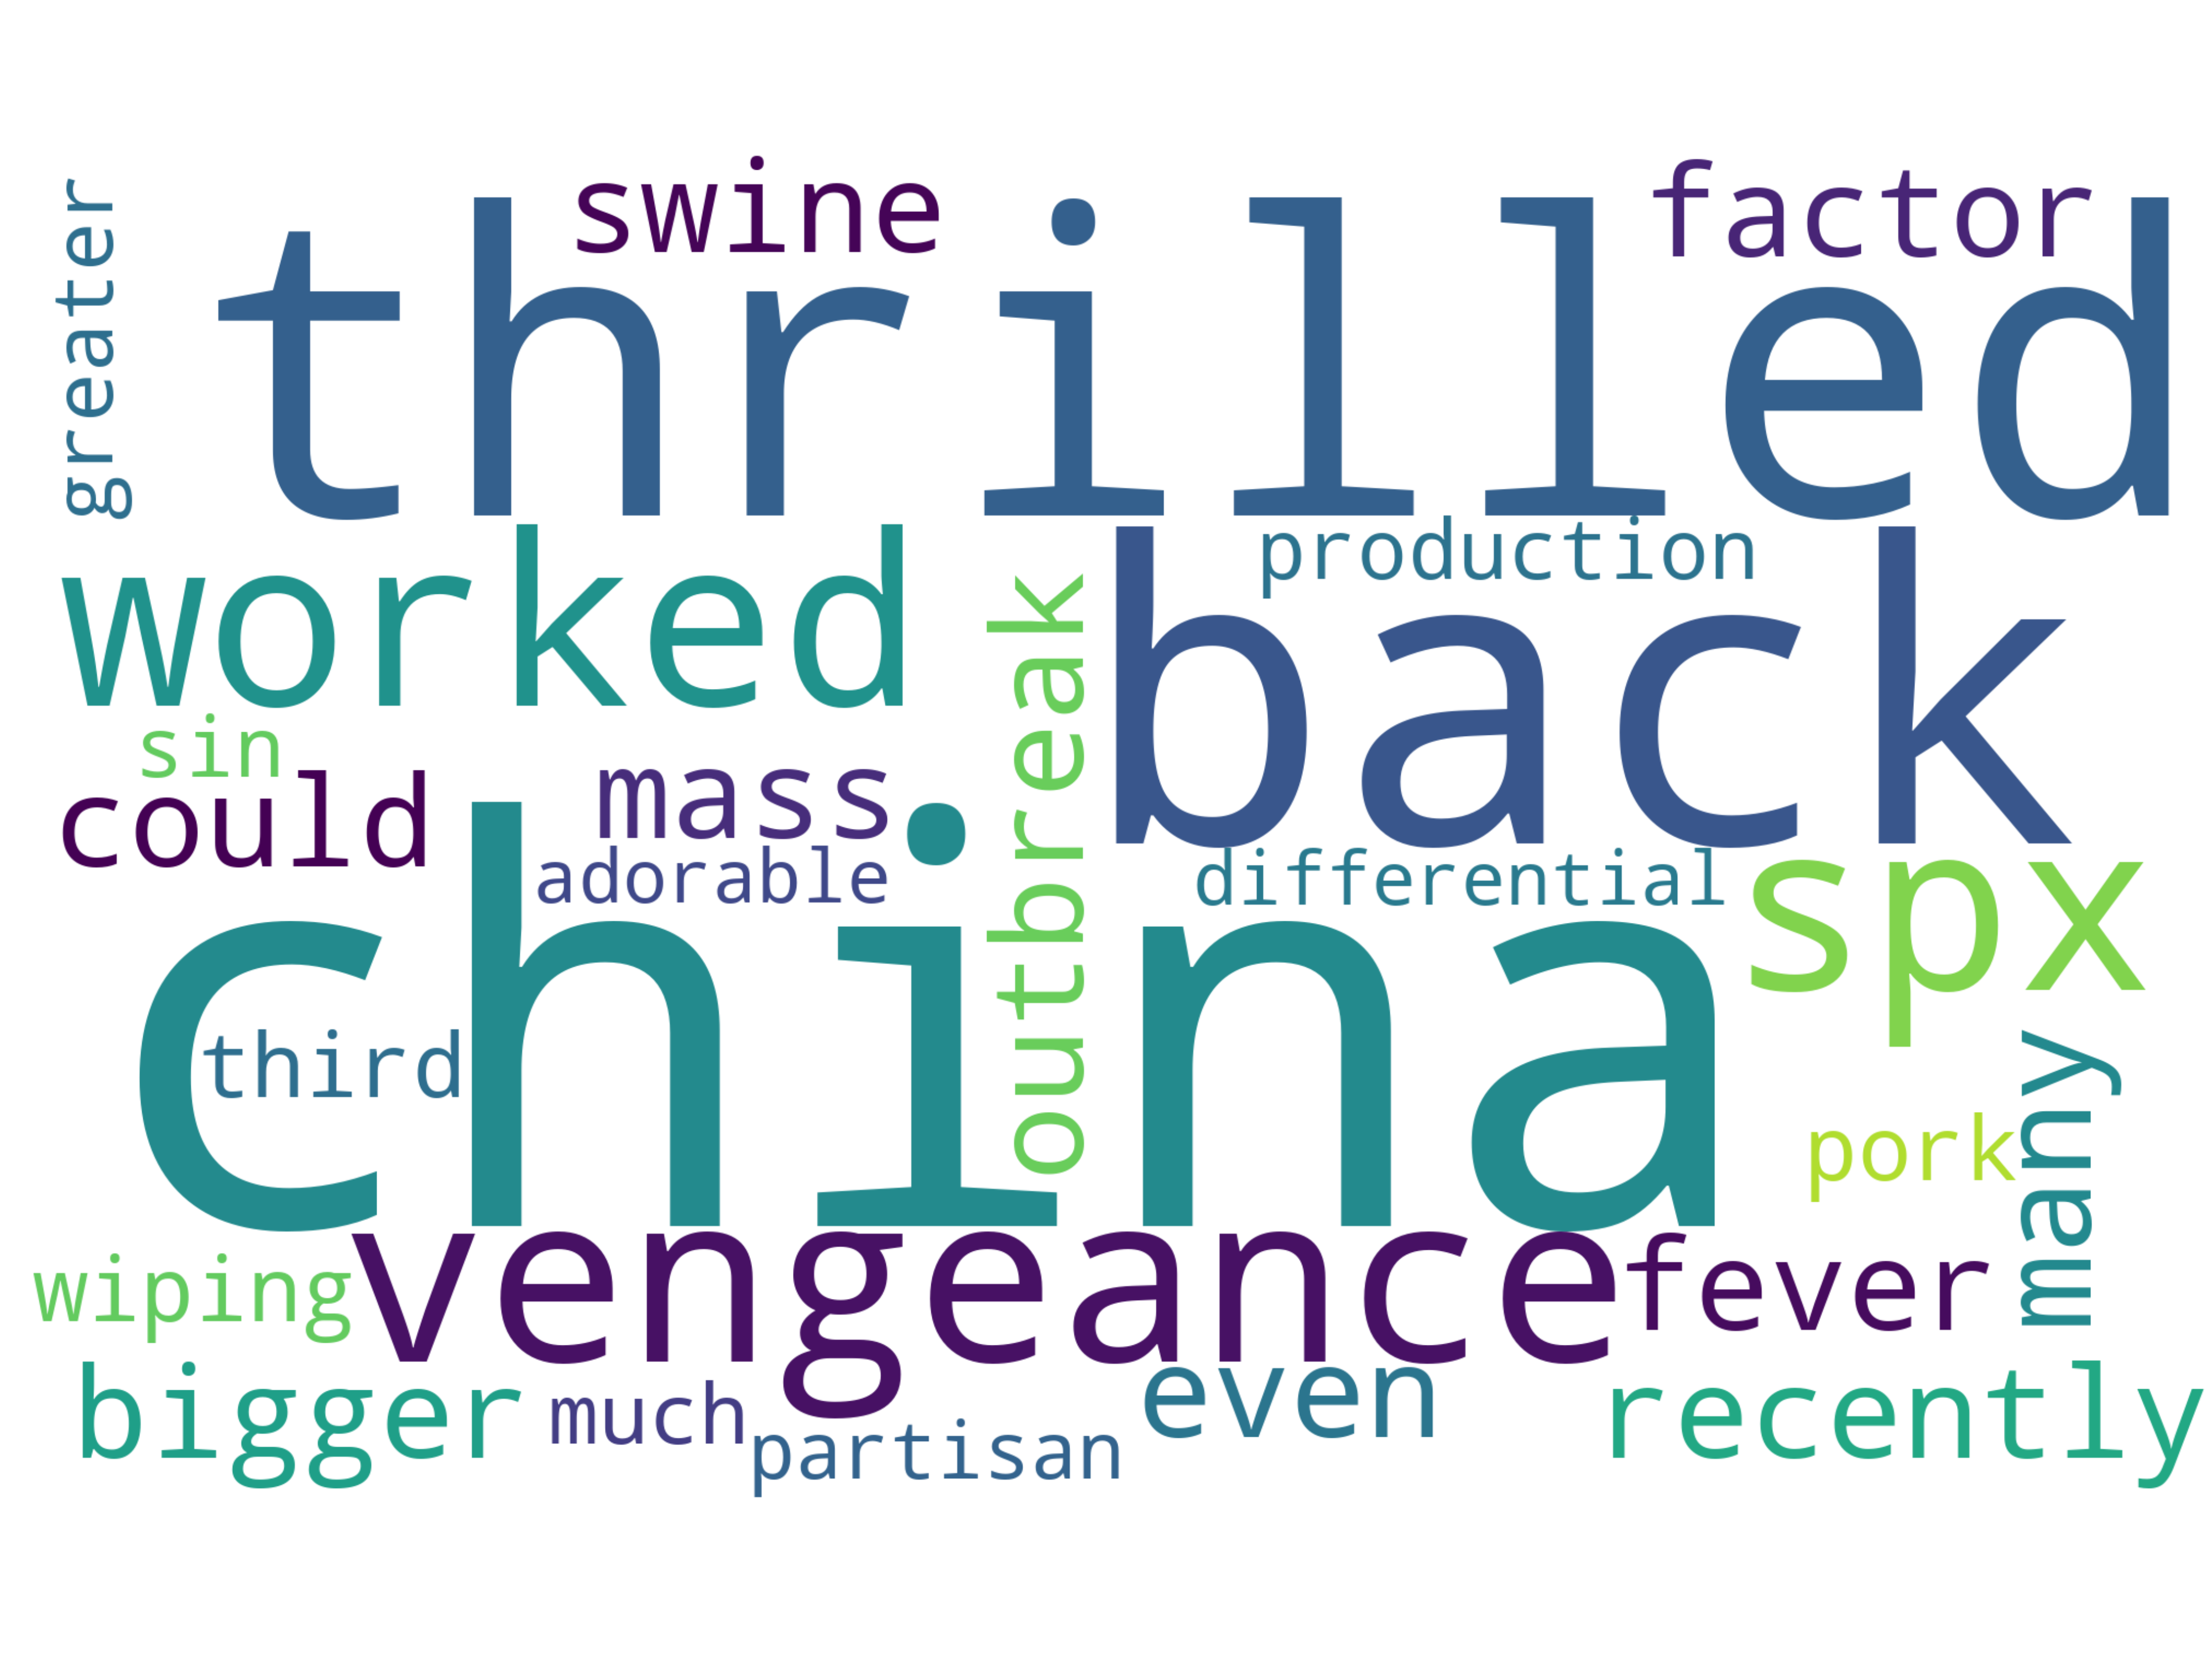 swine
factor
greater
thrilled
production
worked
back
outbreak
sin
mass
could
adorable
differential
spx
china
third
many
pork
vengeance
fever
wiping
even
bigger
much
recently
partisan